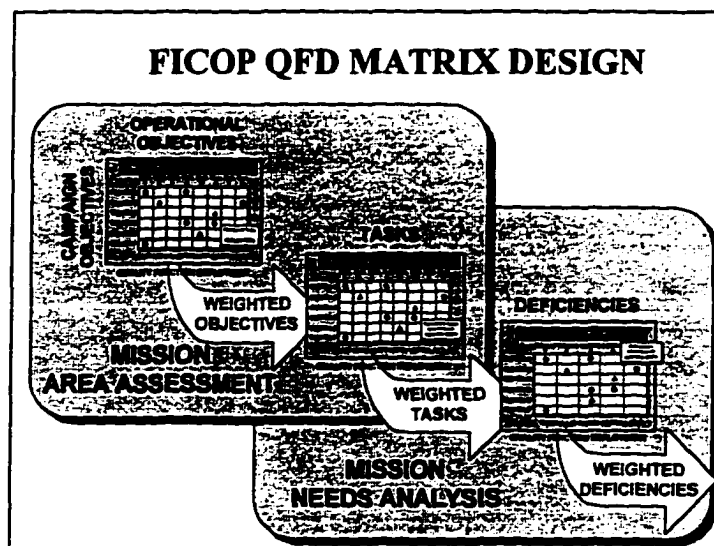 FICOP QFD MATRIX DESIGN
OPERATIONAL
OBJECTIVES
CAMPAIGN
OBJECTIVES
WEIGHTED
OBJECTIVES
MISSION
AREA ASSESSMENT
TASKS
WEIGHTED
TASKS
DEFICIENCIES
MISSION
NEEDS ANALYSIS
WEIGHTED
DEFICIENCIES